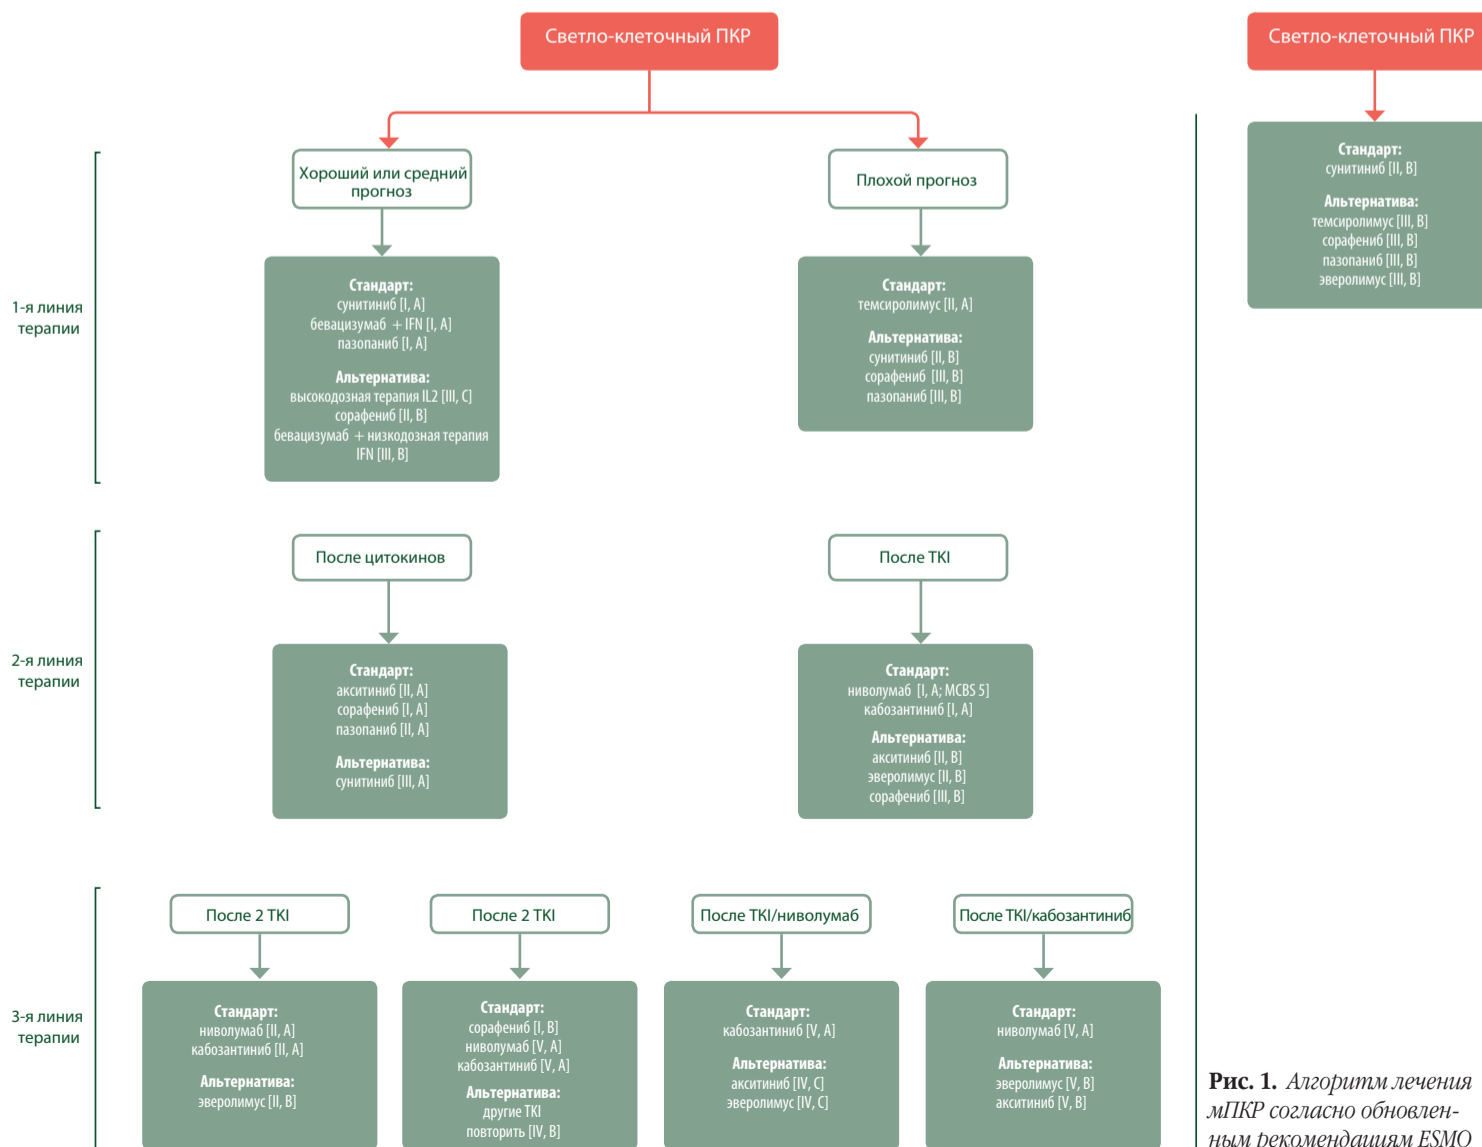 Светло-клеточный ПКР
Хороший или средний
прогноз
Плохой прогноз
1-я линия
терапии
Стандарт:
сунитиниб [I, A]
бевацизумаб + IFN [I, A]
пазопаниб [I, A]
Альтернатива:
высокодозная терапия IL2 [III, C]
сорафениб [II, B]
бевацизумаб + низкодозная терапия
IFN [III, B]
Стандарт:
темсиролимус [II, A]
Альтернатива:
сунитиниб [II, B]
сорафениб [III, B]
пазопаниб [III, B]
2-я линия
терапии
После цитокинов
После TKI
Стандарт:
акситиниб [II, A]
сорафениб [I, A]
пазопаниб [II, A]
Альтернатива:
сунитиниб [III, A]
Стандарт:
ниволумаб [I, A; MCBS 5]
кабозантиниб [I, A]
Альтернатива:
акситиниб [II, B]
эверолимус [II, B]
сорафениб [III, B]
3-я линия
терапии
После 2 TKI
После 2 TKI
После TKI/ниволумаб
После TKI/кабозантиниб
Стандарт:
ниволумаб [II, A]
кабозантиниб [II, A]
Альтернатива:
эверолимус [II, B]
Стандарт:
сорафениб [I, B]
ниволумаб [V, A]
кабозантиниб [V, A]
Альтернатива:
другие TKI
повторить [IV, B]
Стандарт:
кабозантиниб [V, A]
Альтернатива:
акситиниб [IV, C]
эверолимус [IV, C]
Стандарт:
ниволумаб [V, A]
Альтернатива:
эверолимус [V, B]
акситиниб [V, B]
Светло-клеточный ПКР
Стандарт:
сунитиниб [II, B]
Альтернатива:
темсиролимус [III, B]
сорафениб [III, B]
пазопаниб [III, B]
эверолимус [III, B]
Рис. 1. Алгоритм лечения
мПКР согласно обновлен-
ным рекомендациям ESMO